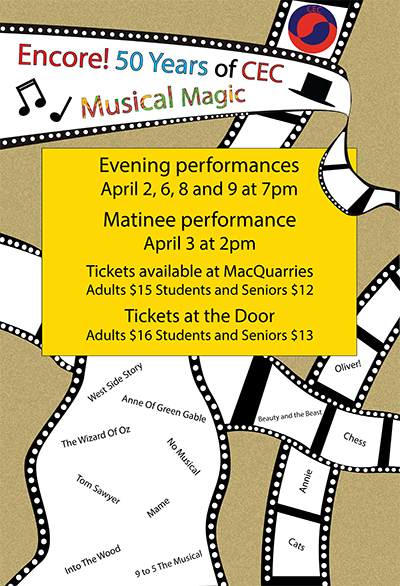 CEC
Encore! 50 Years of CEC
Musical Magic
Evening performances
April 2, 6, 8 and 9 at 7pm
Matinee performance
April 3 at 2pm
Tickets available at MacQuarries
Adults $15 Students and Seniors $12
Tickets at the Door
Adults $16 Students and Seniors $13
West Side Story
Anne Of Green Gable
The Wizard Of Oz
No Musical
Tom Sawyer
Mame
Into The Wood
9 to 5 The Musical
Oliver!
Beauty and the Beast
Chess
Annie
Cats